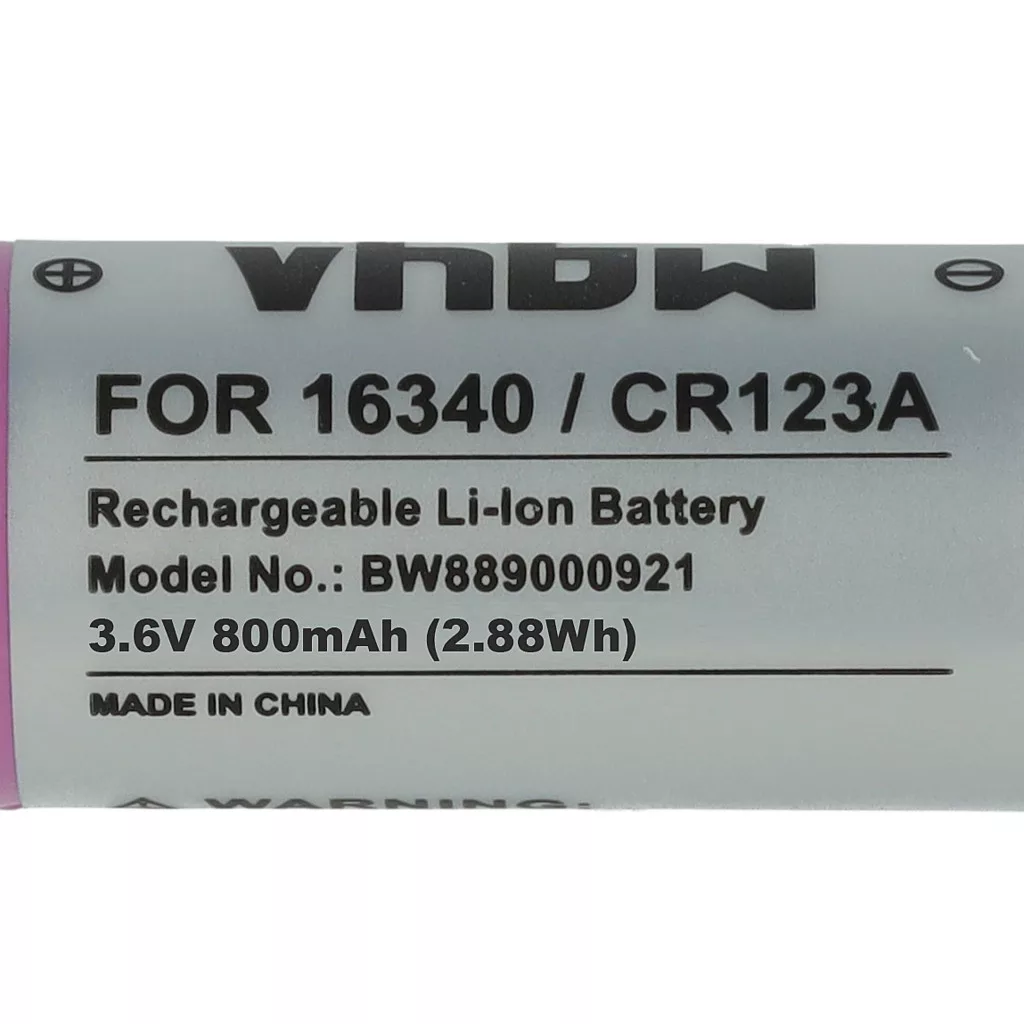 vhbw
FOR 16340 / CR123A
Rechargeable Li-Ion Battery
Model No.: BW889000921
3.6V 800mAh (2.88Wh)
MADE IN CHINA
WARNING: